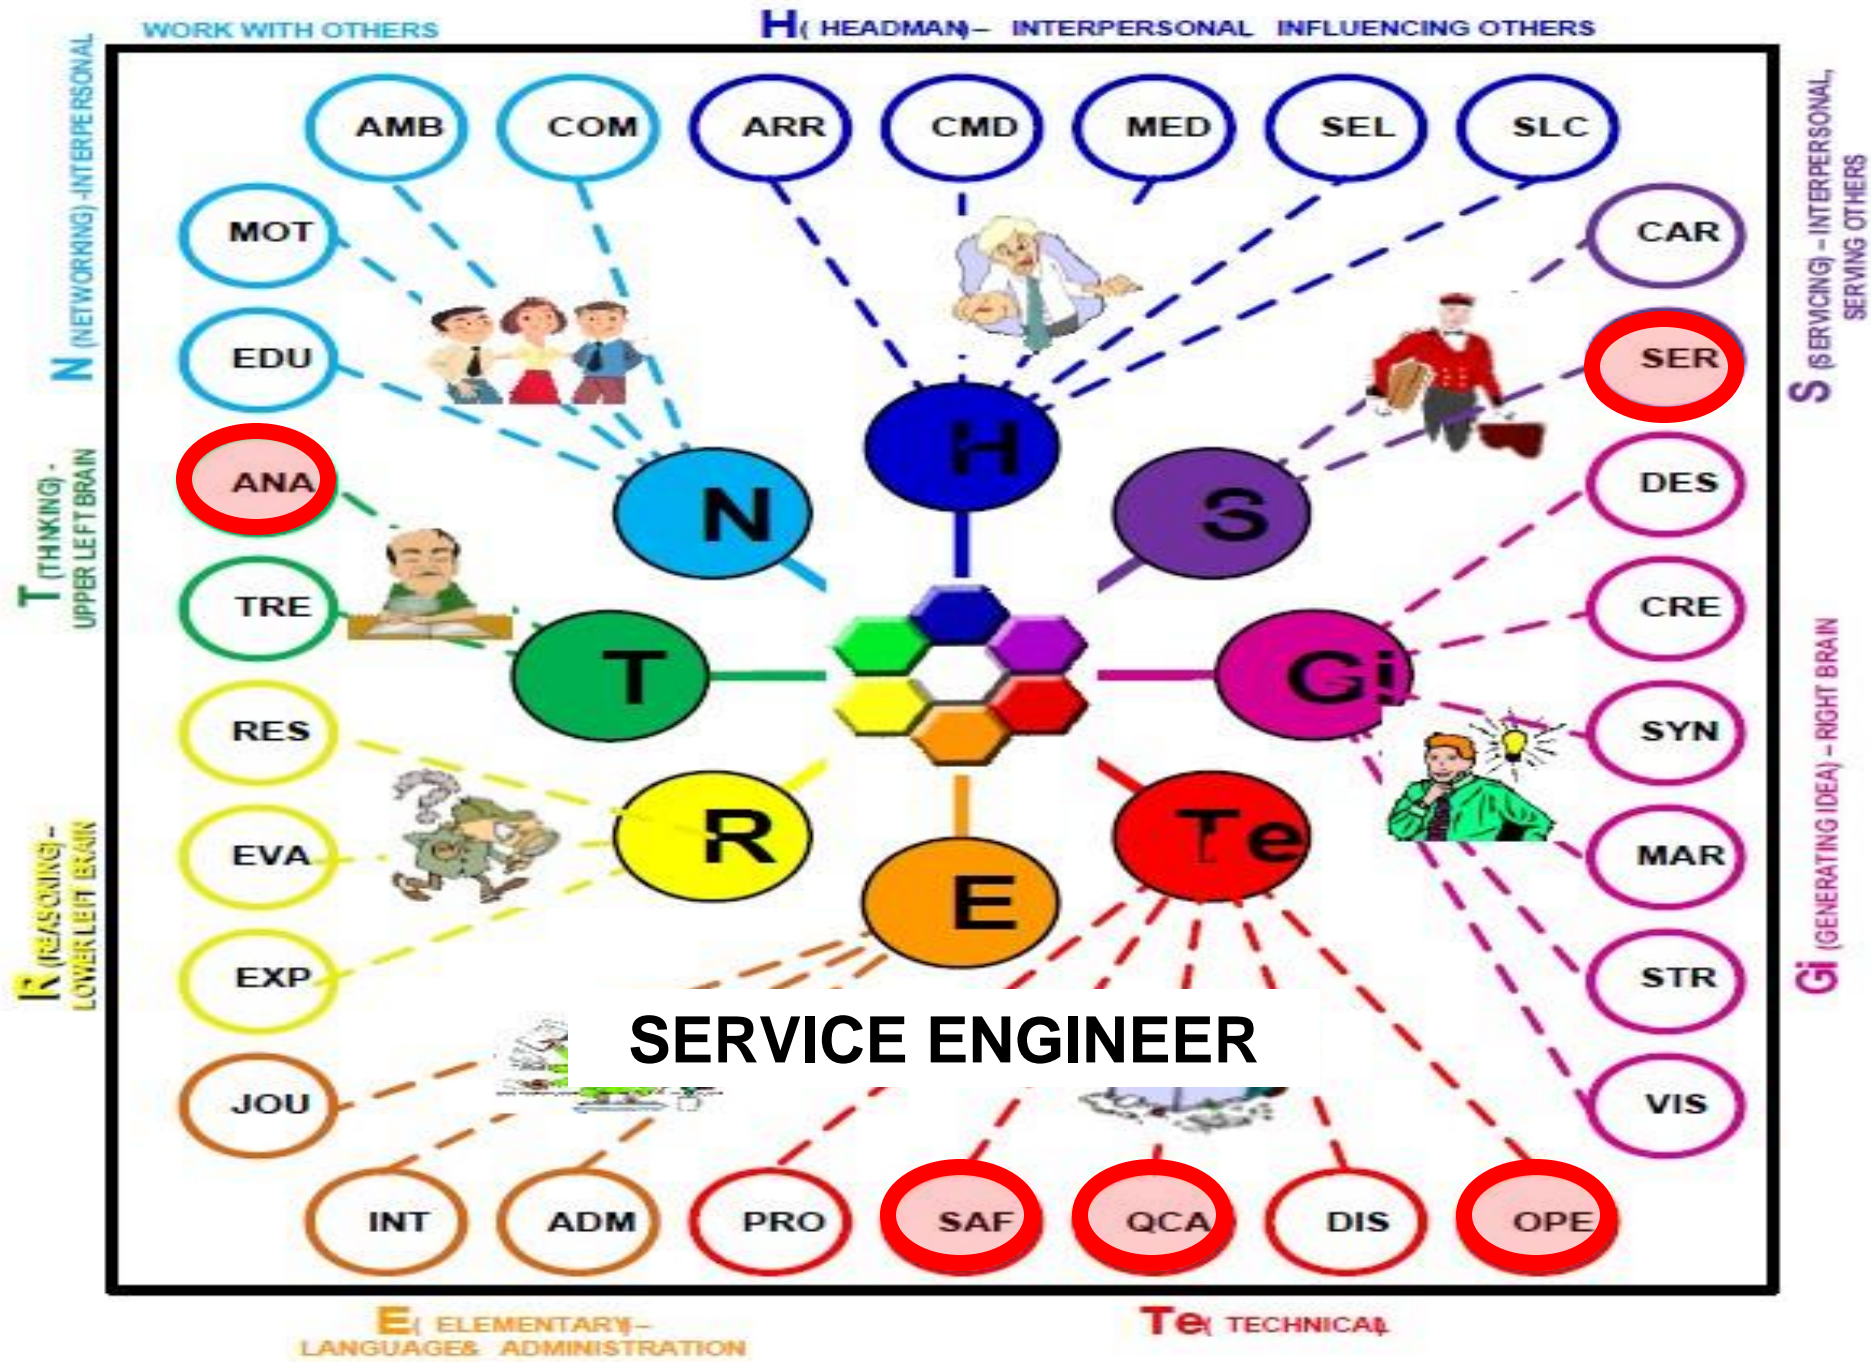 WORK WITH OTHERS
H( HEADMAN)– INTERPERSONAL INFLUENCING OTHERS
N (NETWORKING) -INTERPERSONAL
S (SERVICING) – INTERPERSONAL,
SERVING OTHERS
AMB
COM
ARR
CMD
MED
SEL
SLC
MOT
CAR
EDU
SER
ANA
DES
TRE
CRE
RES
SYN
EVA
MAR
EXP
STR
JOU
VIS
INT
ADM
PRO
SAF
QCA
DIS
OPE
H
N
S
T
Gi
R
Te
E
SERVICE ENGINEER
T (THINKING) -
UPPER LEFT BRAIN
R (REASONING) –
LOWER LEFT BRAIN
Gi (GENERATING IDEA) – RIGHT BRAIN
E( ELEMENTARY)–
LANGUAGE& ADMINISTRATION
Te( TECHNICAL)